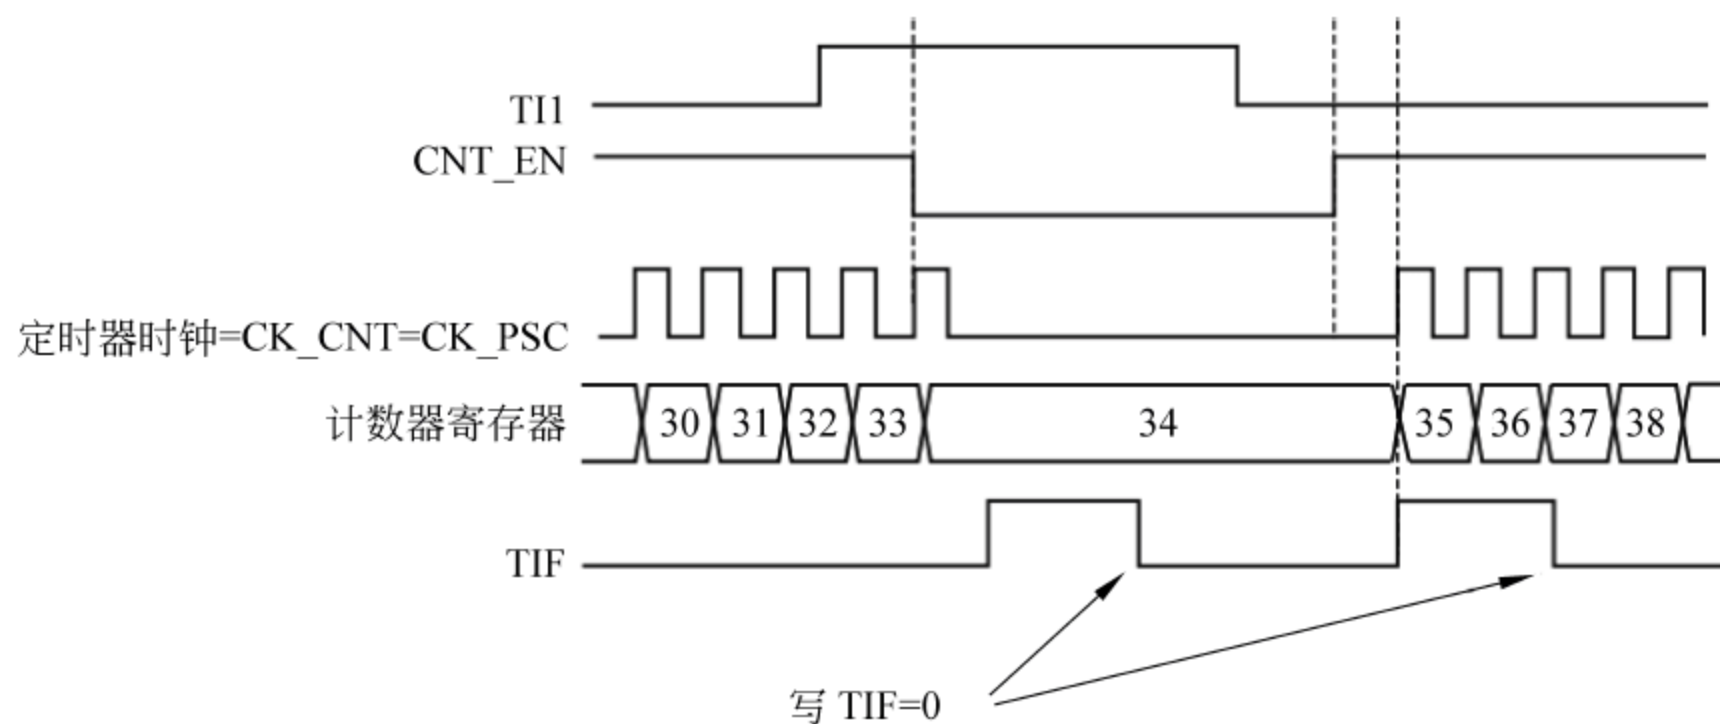 TI1
CNT_EN
定时器时钟=CK_CNT=CK_PSC
计数器寄存器 30 31 32 33 34 35 36 37 38
TIF
写 TIF=0